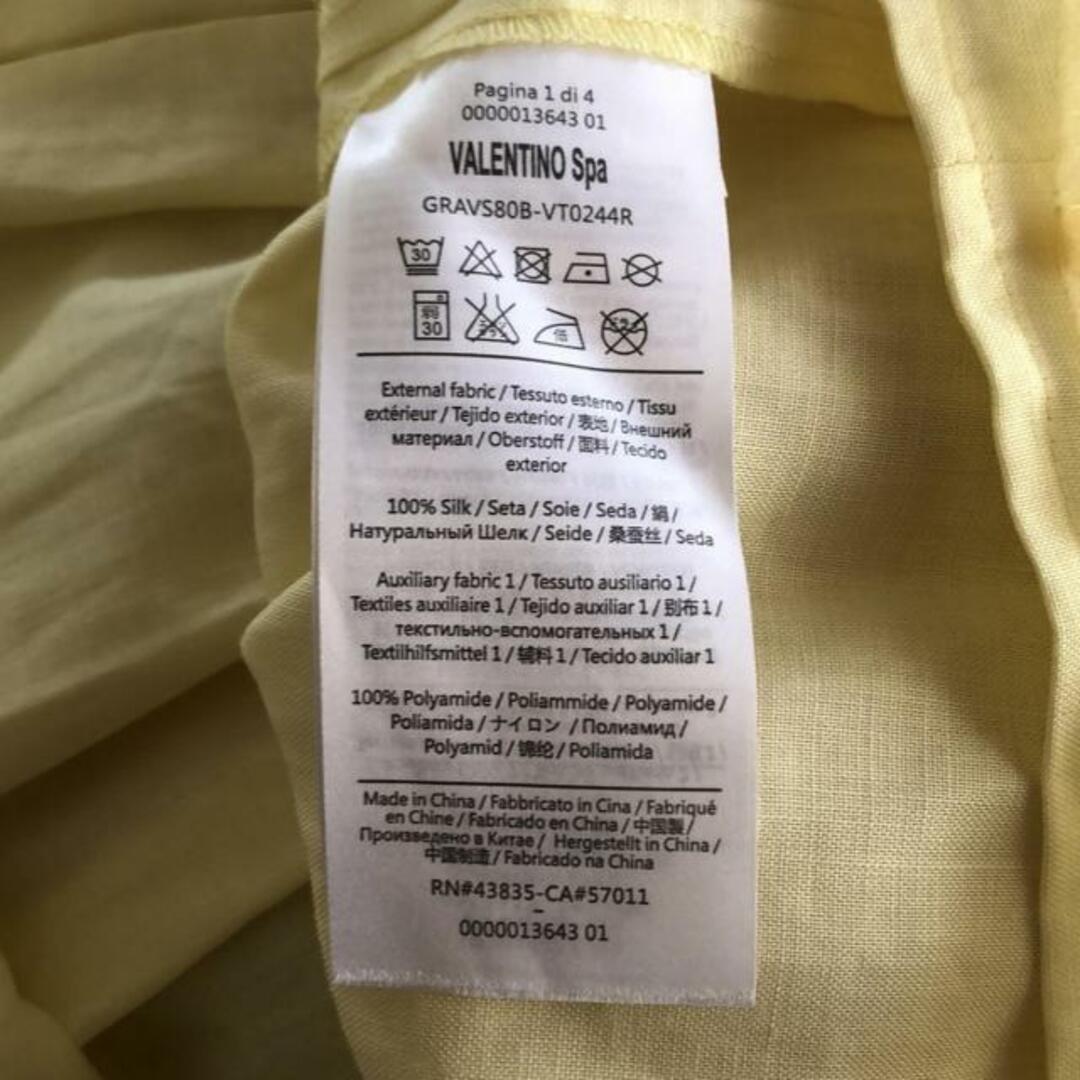 Pagina 1 di 4
0000013643 01
VALENTINO Spa
GRAVS80B-VT0244R
30
弱
30
低
External fabric / Tessuto esterno / Tissu
extérieur / Tejido exterior / 表地 / Внешний
материал / Oberstoff / 面料 / Tecido
exterior
100% Silk / Seta / Soie / Seda / 絹 /
Натуральный Шелк / Seide / 桑蚕丝 / Seda
Auxiliary fabric 1 / Tessuto ausiliario 1 /
Textiles auxiliaire 1 / Tejido auxiliar 1 / 别布 1 /
текстильно-вспомогательных 1 /
Textilhilfsmittel 1 / 辅料 1 / Tecido auxiliar 1
100% Polyamide / Poliammide / Polyamide /
Poliamida / ナイロン / Полиамид /
Polyamid / 锦纶 / Poliamida
Made in China / Fabbricato in Cina / Fabriqué
en Chine / Fabricado en China / 中国製 /
Произведено в Китае / Hergestellt in China /
中国制造 / Fabricado na China
RN#43835-CA#57011
-
0000013643 01